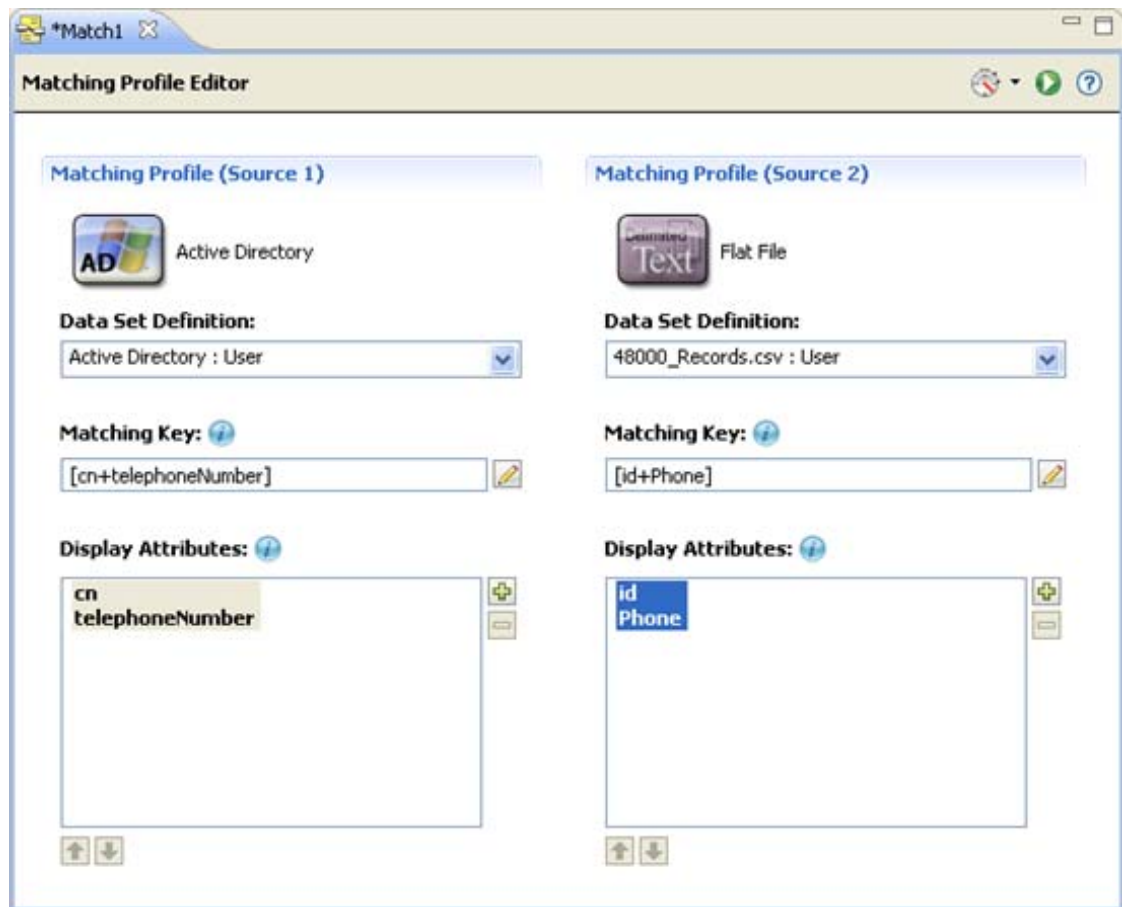 *Match1
Matching Profile Editor
Matching Profile (Source 1)
AD
Active Directory
Data Set Definition:
Active Directory : User
Matching Key:
[cn+telephoneNumber]
Display Attributes:
cn
telephoneNumber
Matching Profile (Source 2)
Delimited
Text
Flat File
Data Set Definition:
48000_Records.csv : User
Matching Key:
[id+Phone]
Display Attributes:
id
Phone